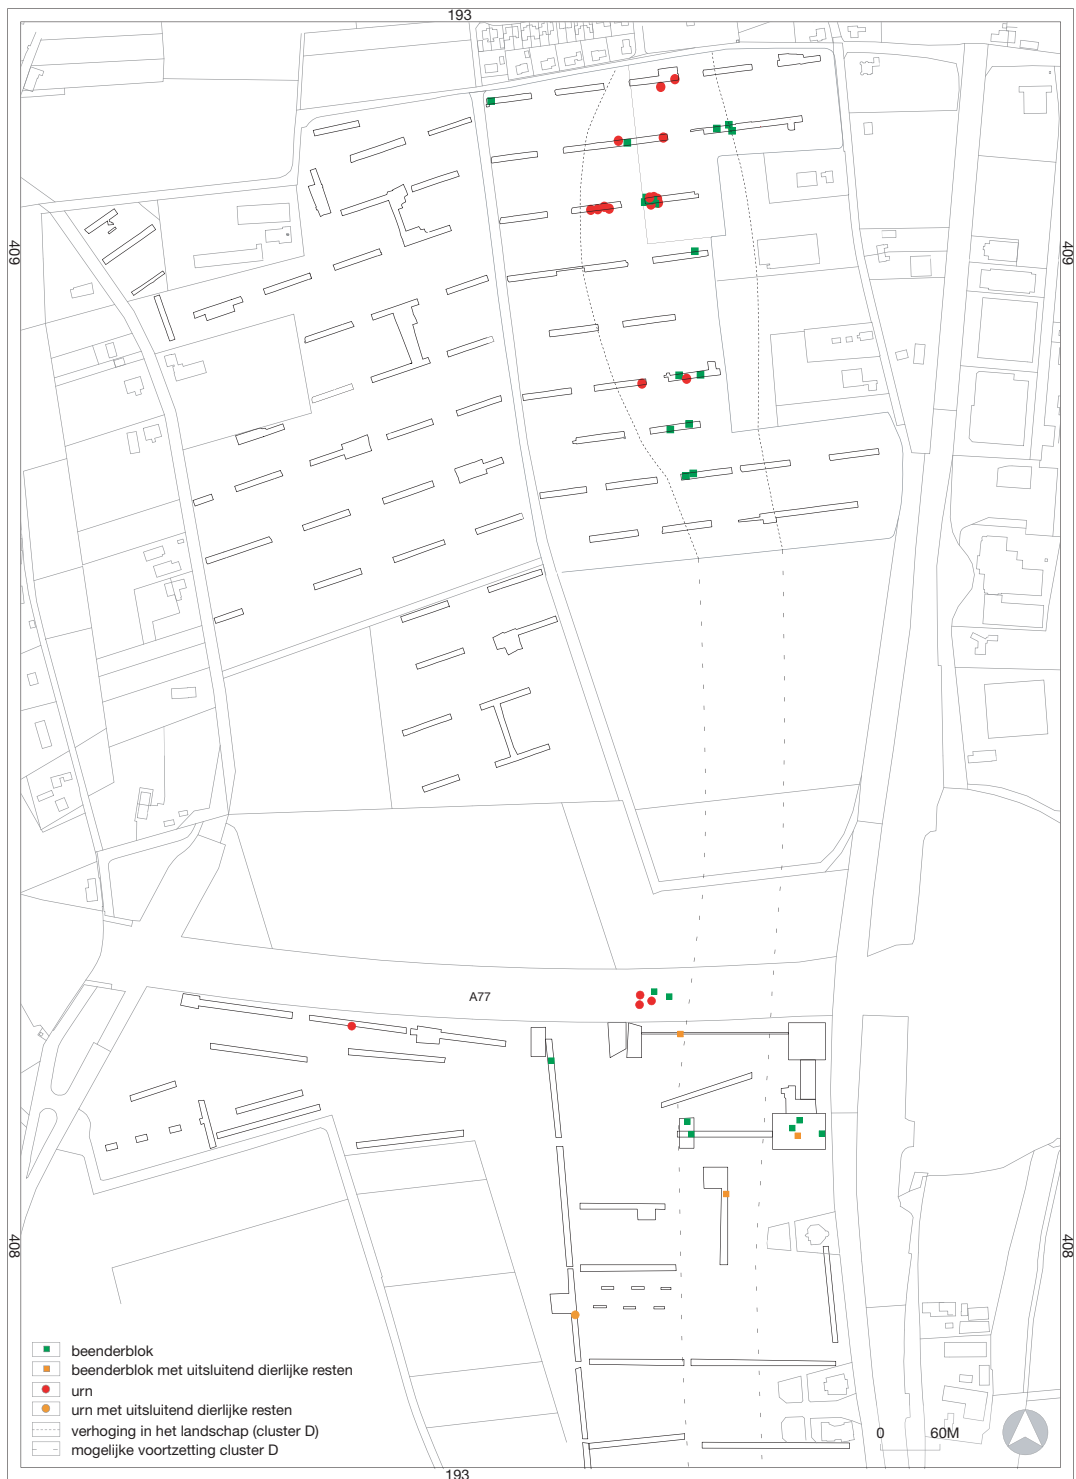 193
409
409
A77
408
408
beenderblok
beenderblok met uitsluitend dierlijke resten
urn
urn met uitsluitend dierlijke resten
verhoging in het landschap (cluster D)
mogelijke voortzetting cluster D
0 60M
193